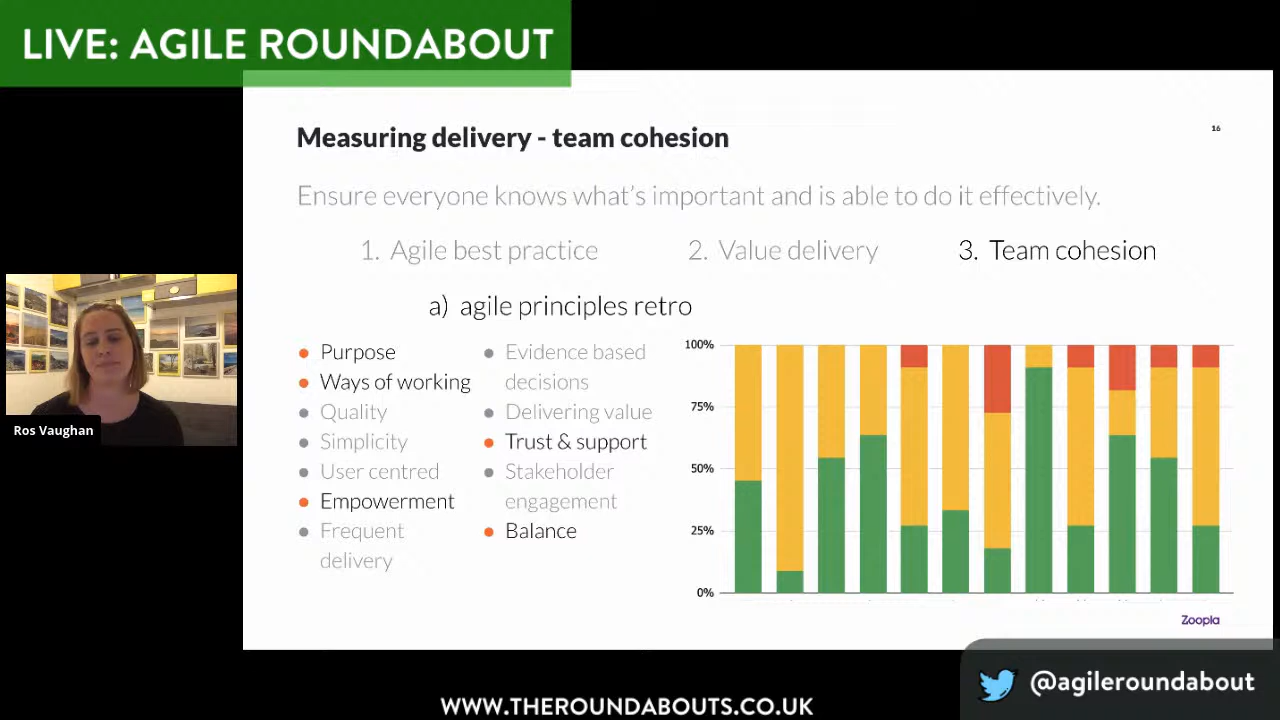 LIVE: AGILE ROUNDABOUT
Measuring delivery - team cohesion
16
Ensure everyone knows what’s important and is able to do it effectively.
1. Agile best practice
2. Value delivery
3. Team cohesion
a) agile principles retro
Purpose
Ways of working
Quality
Simplicity
User centred
Empowerment
Frequent
delivery
Evidence based
decisions
Delivering value
Trust & support
Stakeholder
engagement
Balance
100%
75%
50%
25%
0%
Zoopla
Ros Vaughan
@agileroundabout
WWW.THEROUNDABOUTS.CO.UK